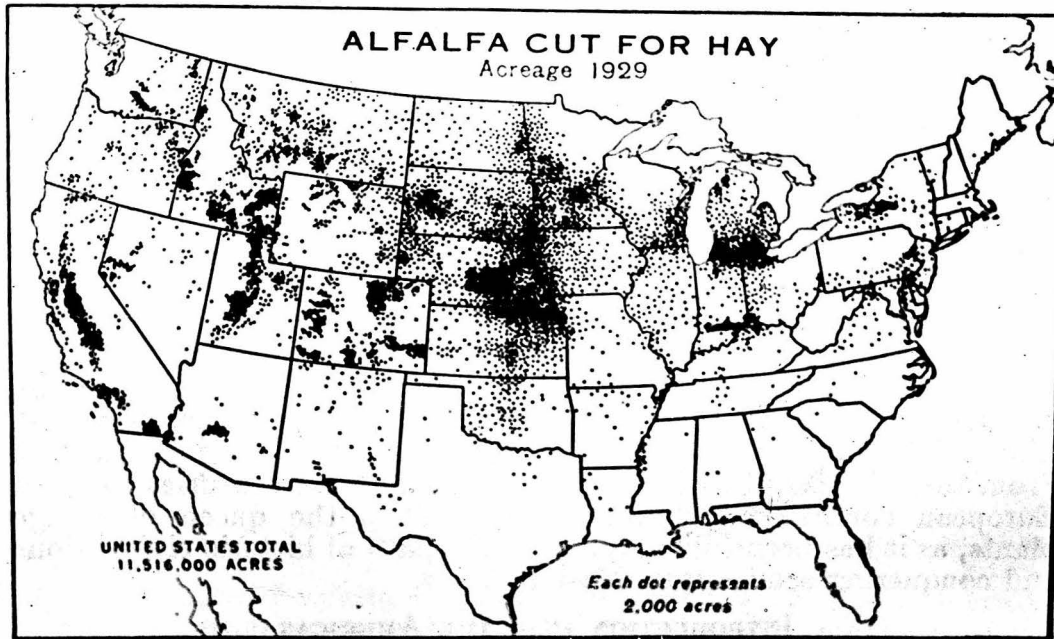 ALFALFA CUT FOR HAY
Acreage 1929
UNITED STATES TOTAL
11,516,000 ACRES
Each dot represents
2,000 acres